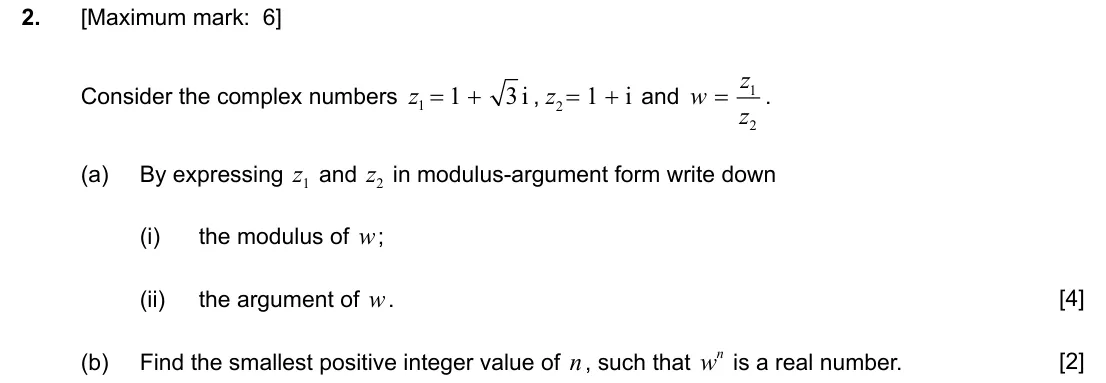 2. [Maximum mark: 6]
Consider the complex numbers z₁ = 1 + √3 i , z₂ = 1 + i and w = z₁/z₂ .
(a) By expressing z₁ and z₂ in modulus-argument form write down
(i) the modulus of w;
(ii) the argument of w. [4]
(b) Find the smallest positive integer value of n, such that wⁿ is a real number. [2]